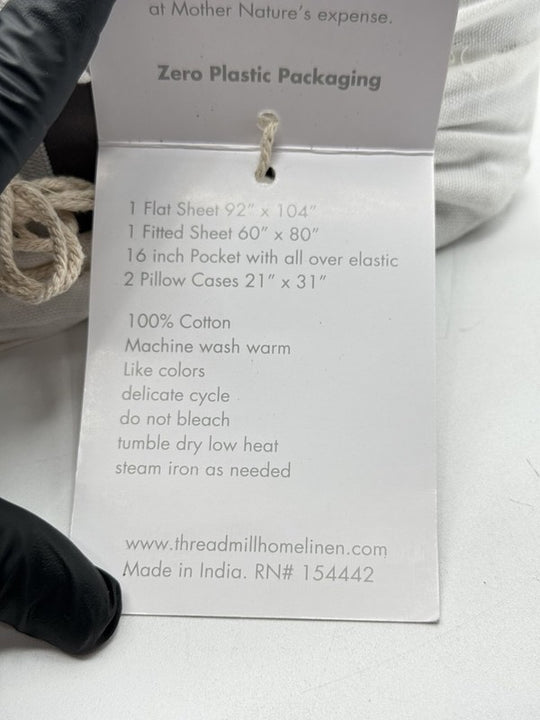 at Mother Nature's expense.
Zero Plastic Packaging
1 Flat Sheet 92" x 104"
1 Fitted Sheet 60" x 80"
16 inch Pocket with all over elastic
2 Pillow Cases 21" x 31"
100% Cotton
Machine wash warm
Like colors
delicate cycle
do not bleach
tumble dry low heat
steam iron as needed
www.threadmillhomelinen.com
Made in India. RN# 154442